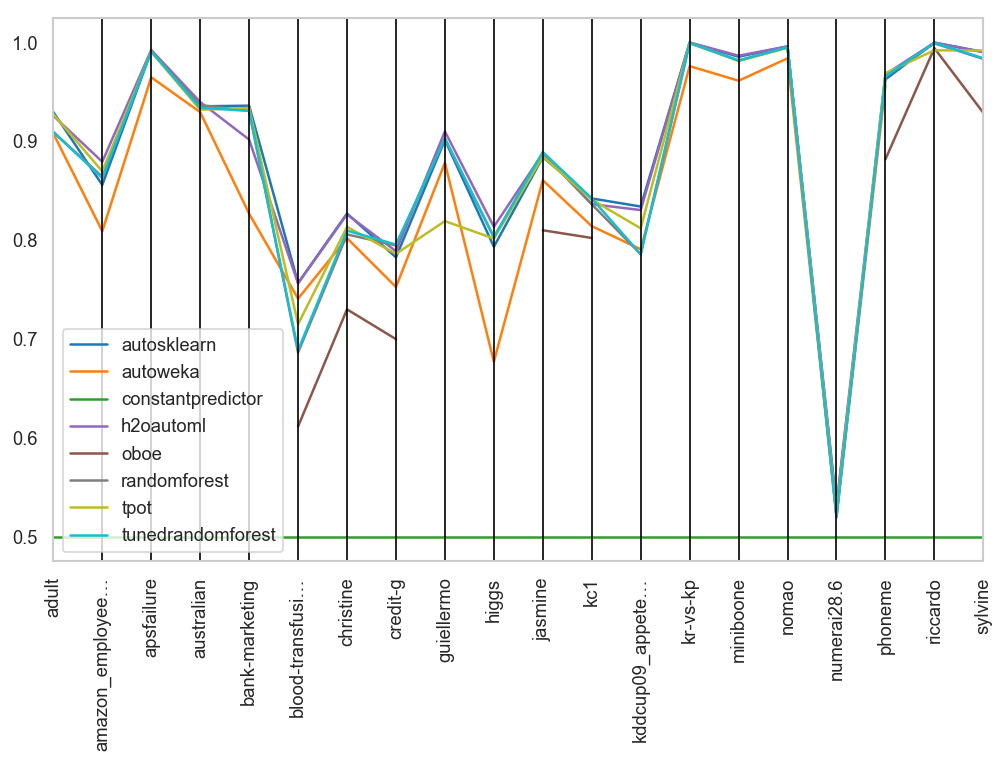 1.0
0.9
0.8
0.7
0.6
0.5
autosklearn
autoweka
constantpredictor
h2oautoml
oboe
randomforest
tpot
tunedrandomforest
adult
amazon_employee…
apsfailure
australian
bank-marketing
blood-transfusi…
christine
credit-g
guiellermo
higgs
jasmine
kc1
kddcup09_appete…
kr-vs-kp
miniboone
nomao
numerai28.6
phoneme
riccardo
sylvine